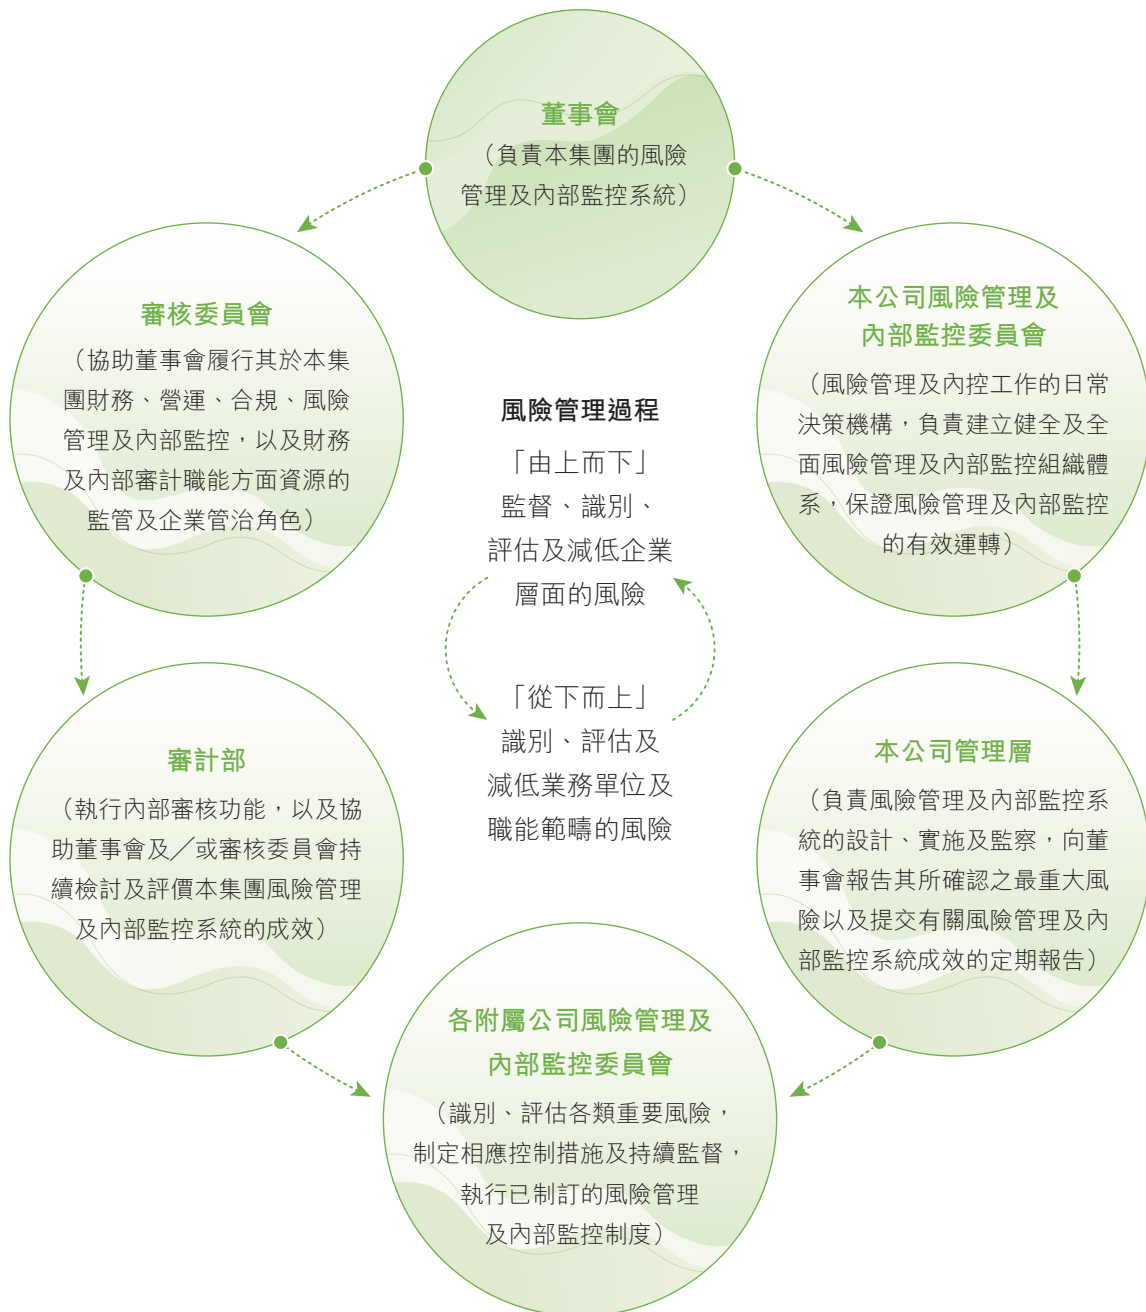 董事會
（負責本集團的風險
管理及內部監控系統）
審核委員會
（協助董事會履行其於本集
團財務、營運、合規、風險
管理及內部監控，以及財務
及內部審計職能方面資源的
監管及企業管治角色）
本公司風險管理及
內部監控委員會
（風險管理及內控工作的日常
決策機構，負責建立健全及全
面風險管理及內部監控組織體
系，保證風險管理及內部監控
的有效運轉）
風險管理過程
「由上而下」
監督、識別、
評估及減低企業
層面的風險
「從下而上」
識別、評估及
減低業務單位及
職能範疇的風險
審計部
（執行內部審核功能，以及協
助董事會及／或審核委員會持
續檢討及評價本集團風險管理
及內部監控系統的成效）
本公司管理層
（負責風險管理及內部監控系
統的設計、實施及監察，向董
事會報告其所確認之最重大風
險以及提交有關風險管理及內
部監控系統成效的定期報告）
各附屬公司風險管理及
內部監控委員會
（識別、評估各類重要風險，
制定相應控制措施及持續監督，
執行已制訂的風險管理
及內部監控制度）